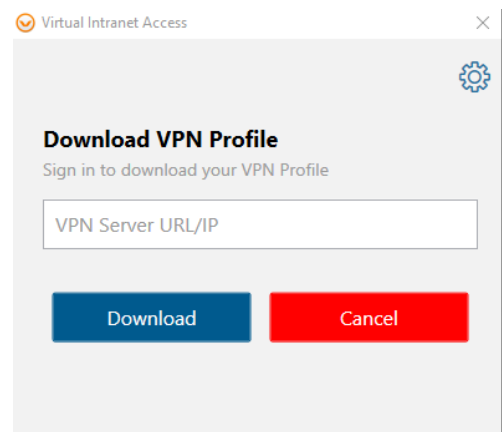 Virtual Intranet Access
Download VPN Profile
Sign in to download your VPN Profile
VPN Server URL/IP
Download
Cancel